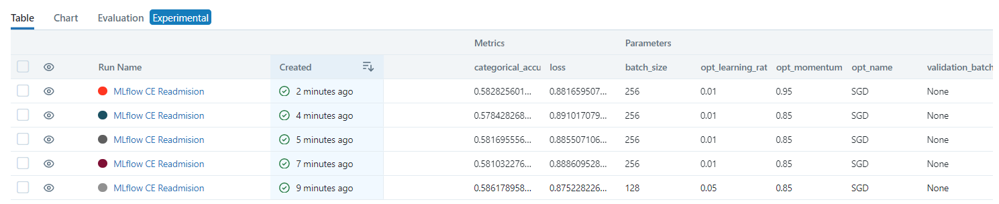 Table Chart Evaluation Experimental
Metrics Parameters
Run Name Created categorical_accu loss batch_size opt_learning_rat opt_momentum opt_name validation_batch
MLflow CE Readmision 2 minutes ago 0.582825601... 0.881659507... 256 0.01 0.95 SGD None
MLflow CE Readmision 4 minutes ago 0.578428268... 0.891017079... 256 0.01 0.85 SGD None
MLflow CE Readmision 5 minutes ago 0.581695556... 0.885507106... 256 0.01 0.85 SGD None
MLflow CE Readmision 7 minutes ago 0.581032276... 0.888609528... 256 0.01 0.85 SGD None
MLflow CE Readmision 9 minutes ago 0.586178958... 0.875228226... 128 0.05 0.85 SGD None